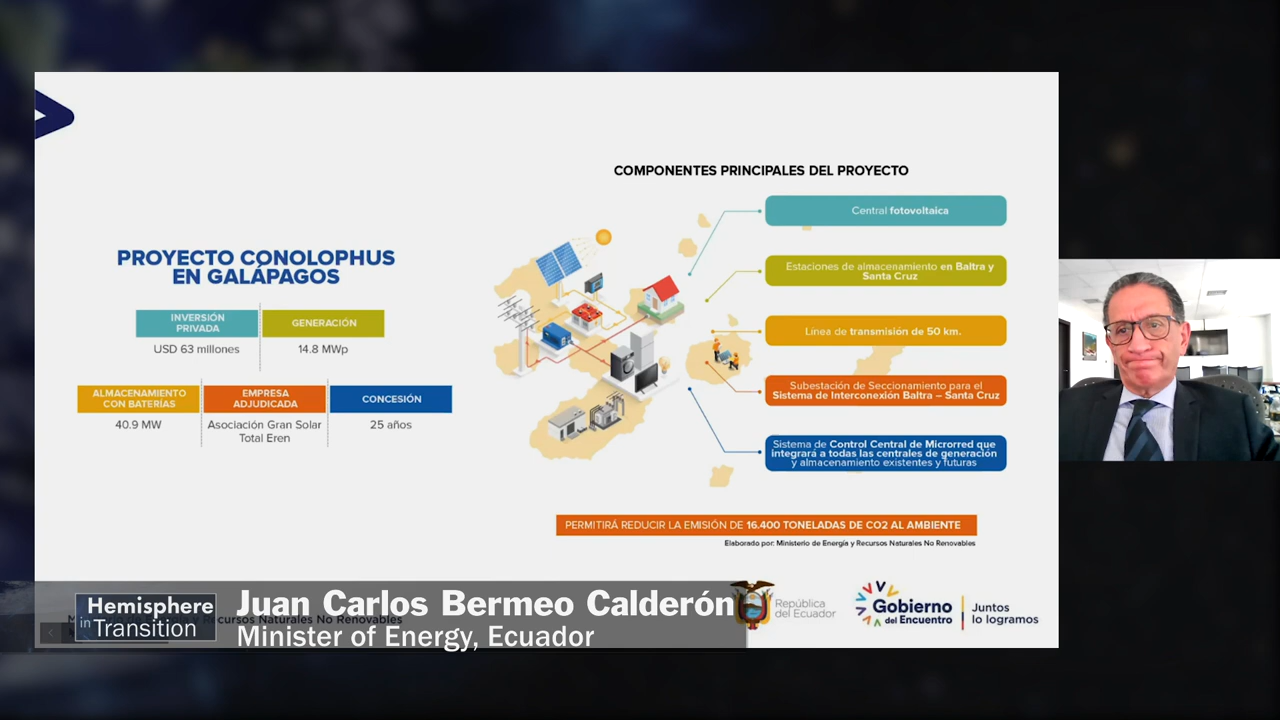 COMPONENTES PRINCIPALES DEL PROYECTO
PROYECTO CONOLOPHUS
EN GALÁPAGOS
INVERSIÓN
PRIVADA
USD 63 millones
GENERACIÓN
14.8 MWp
ALMACENAMIENTO
CON BATERÍAS
40.9 MW
EMPRESA
ADJUDICADA
Asociación Gran Solar
Total Eren
CONCESIÓN
25 años
Central fotovoltaica
Estaciones de almacenamiento en Baltra y
Santa Cruz
Línea de transmisión de 50 km.
Subestación de Seccionamiento para el
Sistema de Interconexión Baltra – Santa Cruz
Sistema de Control Central de Microrred que
integrará a todas las centrales de generación
y almacenamiento existentes y futuras
PERMITIRÁ REDUCIR LA EMISIÓN DE 16.400 TONELADAS DE CO2 AL AMBIENTE
Elaborado por: Ministerio de Energía y Recursos Naturales No Renovables
Hemisphere
in Transition
Juan Carlos Bermeo Calderón
Minister of Energy, Ecuador
República
del Ecuador
Gobierno
del Encuentro
Juntos
lo logramos